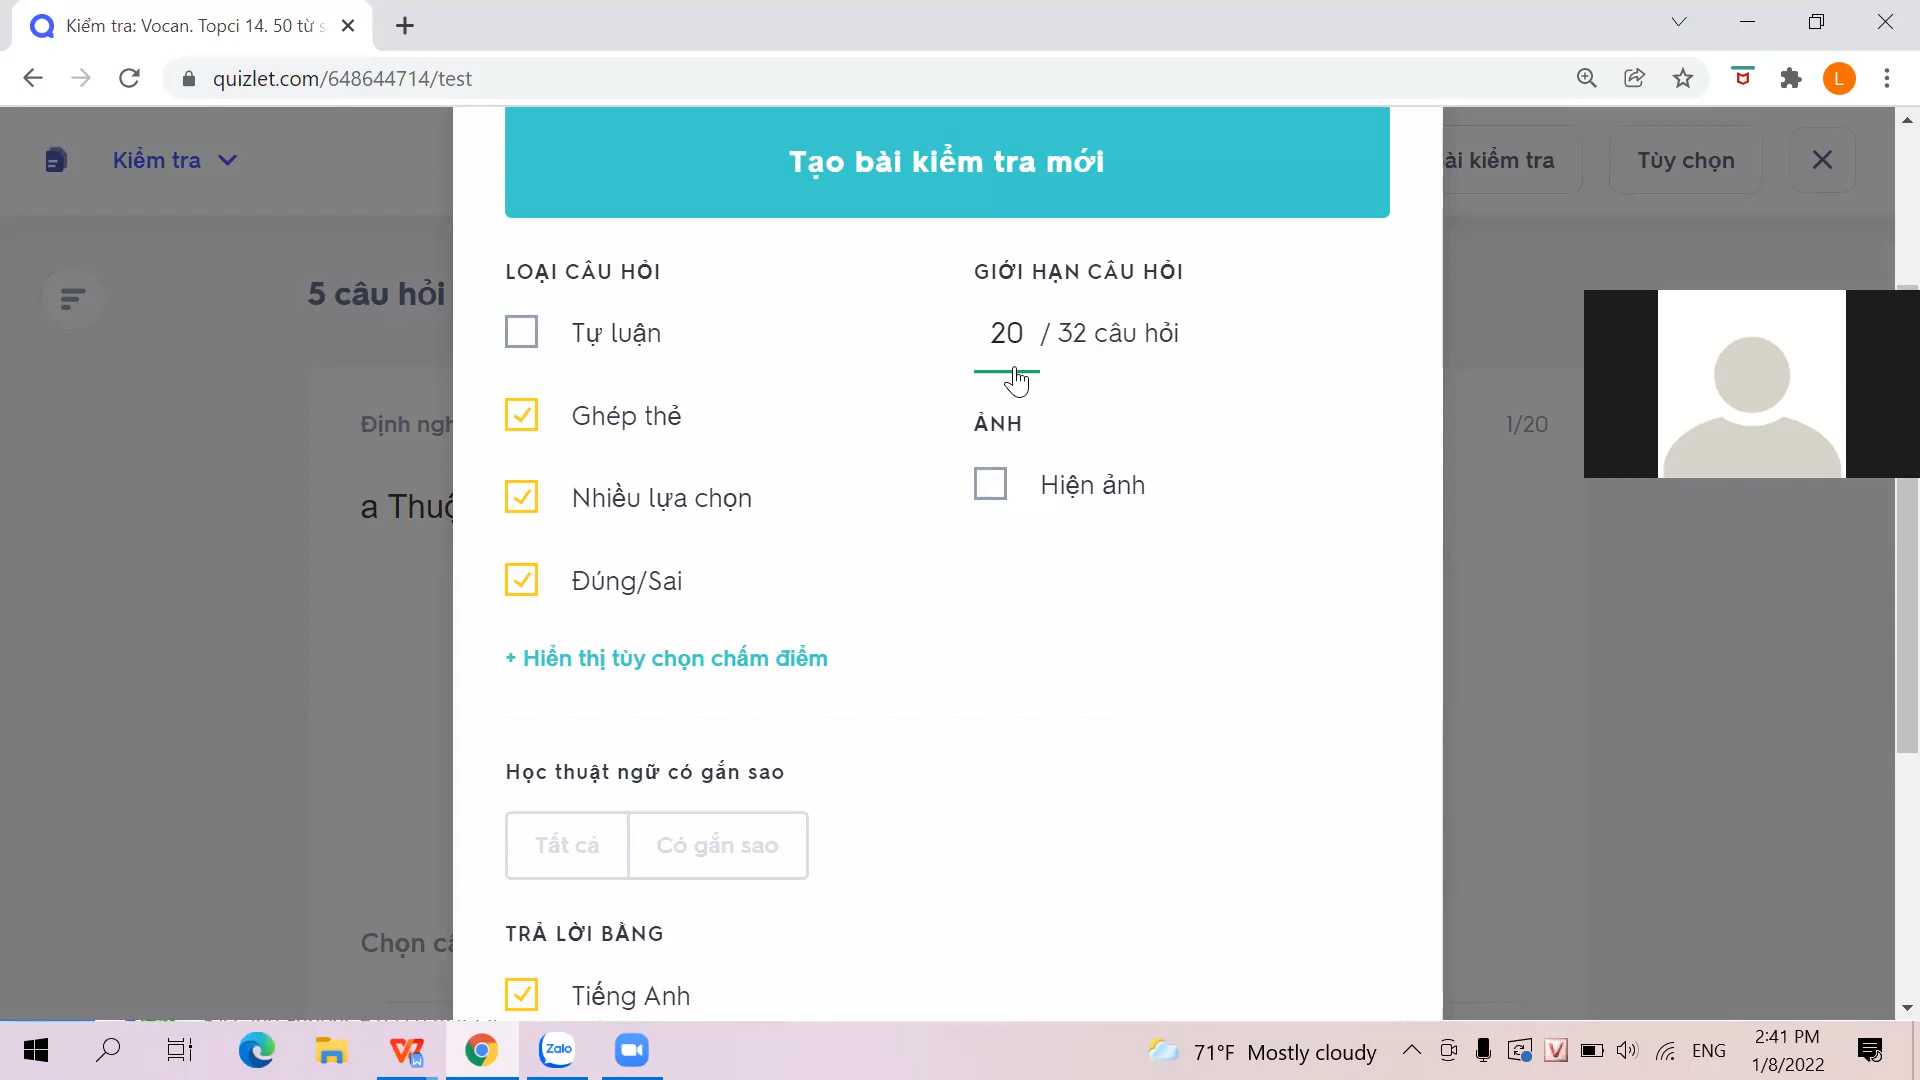 Kiểm tra: Vocan. Topci 14. 50 từ s
quizlet.com/648644714/test
L
Kiểm tra
Tạo bài kiểm tra mới
ài kiểm tra
Tùy chọn
5 câu hỏi
LOẠI CÂU HỎI
GIỚI HẠN CÂU HỎI
Tự luận
20 / 32 câu hỏi
Định ngh
Ghép thẻ
ẢNH
1/20
a Thuộ
Nhiều lựa chọn
Hiện ảnh
Đúng/Sai
+ Hiển thị tùy chọn chấm điểm
Học thuật ngữ có gắn sao
Tất cả
Có gắn sao
TRẢ LỜI BẰNG
Chọn câ
Tiếng Anh
Zalo
71°F Mostly cloudy
ENG
2:41 PM
1/8/2022